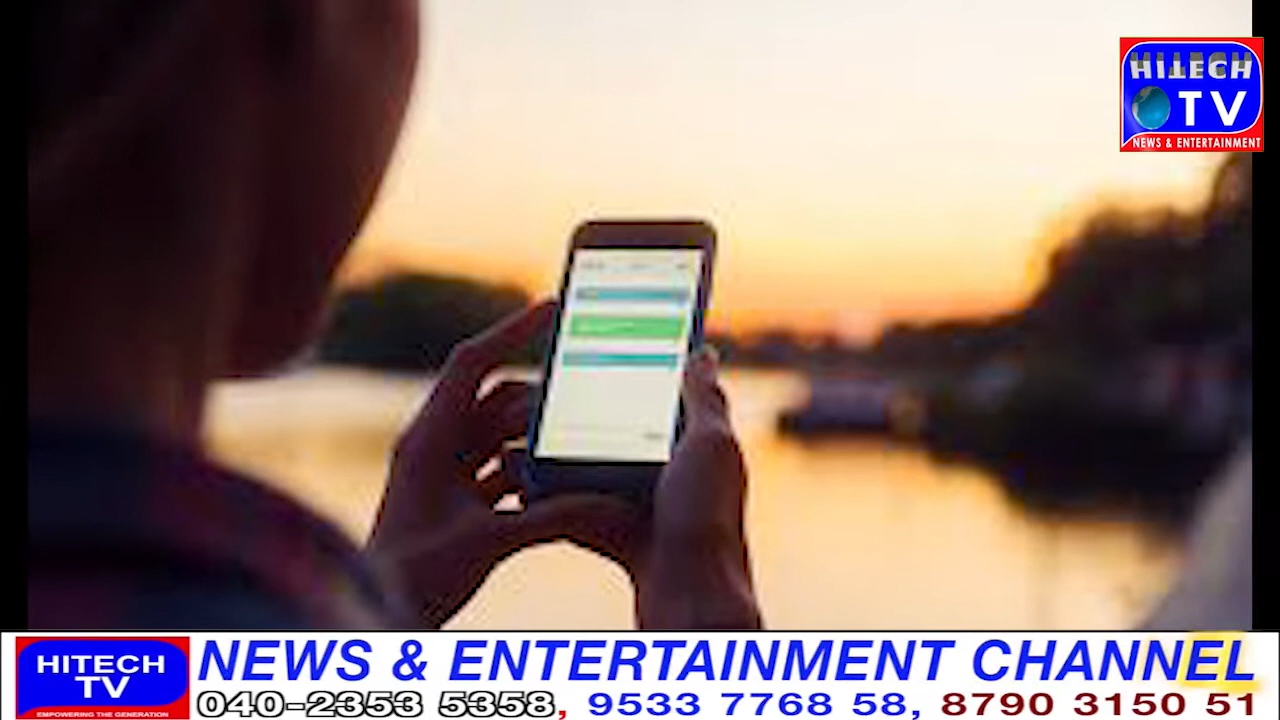 HITECH
TV
NEWS & ENTERTAINMENT
HITECH
TV
EMPOWERING THE GENERATION
NEWS & ENTERTAINMENT CHANNEL
040-2353 5358, 9533 7768 58, 8790 3150 51